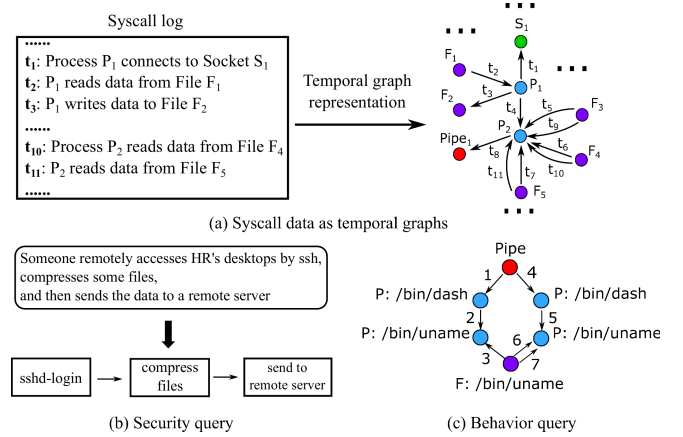 Syscall log
......
t1: Process P1 connects to Socket S1
t2: P1 reads data from File F1
t3: P1 writes data to File F2
......
t10: Process P2 reads data from File F4
t11: P2 reads data from File F5
......
Temporal graph
representation
...
S1
...
...
F1
t2
t1
P1
F2
t3
t4
t5
F3
P2
t9
Pipe1
t8
t6
F4
t11
t7
t10
F5
...
(a) Syscall data as temporal graphs
Someone remotely accesses HR's desktops by ssh,
compresses some files,
and then sends the data to a remote server
sshd-login
compress
files
send to
remote server
(b) Security query
Pipe
1
4
P: /bin/dash
P: /bin/dash
2
5
P: /bin/uname
P: /bin/uname
6
3
7
F: /bin/uname
(c) Behavior query